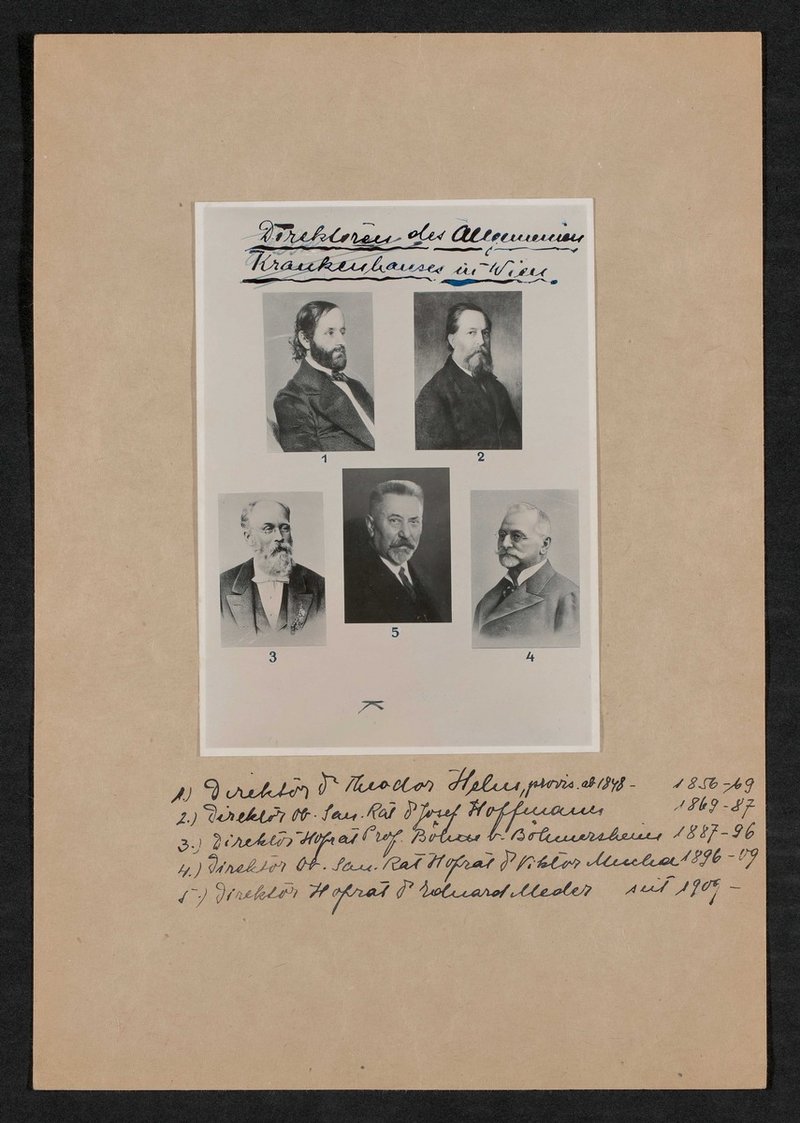 Direktoren des Allgemeinen
Krankenhauses in Wien.
1 2
3 5 4
1.) Direktor Dr Theodor Helm, provis. ab 1848 - 1856-69
2.) Direktor Ob. San. Rat Dr Josef Hoffmann 1869-87
3.) Direktor Hofrat Prof. Böhm v. Böhmersheim 1887-96
4.) Direktor Ob. San. Rat Hofrat Dr Viktor Mucha 1896-09
5.) Direktor Hofrat Dr Eduard Meder seit 1909 -